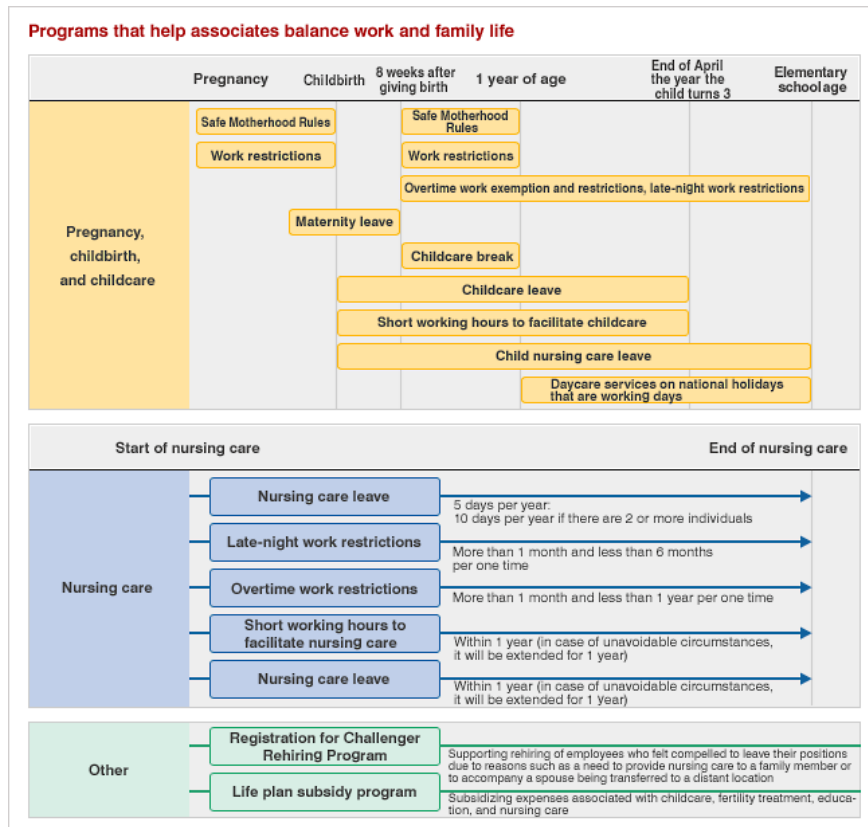 Programs that help associates balance work and family life
Pregnancy
Childbirth
8 weeks after
giving birth
1 year of age
End of April
the year the
child turns 3
Elementary
school age
Pregnancy,
childbirth,
and childcare
Safe Motherhood Rules
Safe Motherhood
Rules
Work restrictions
Work restrictions
Overtime work exemption and restrictions, late-night work restrictions
Maternity leave
Childcare break
Childcare leave
Short working hours to facilitate childcare
Child nursing care leave
Daycare services on national holidays
that are working days
Start of nursing care
End of nursing care
Nursing care
Nursing care leave
5 days per year:
10 days per year if there are 2 or more individuals
Late-night work restrictions
More than 1 month and less than 6 months
per one time
Overtime work restrictions
More than 1 month and less than 1 year per one time
Short working hours to
facilitate nursing care
Within 1 year (in case of unavoidable circumstances,
it will be extended for 1 year)
Nursing care leave
Within 1 year (in case of unavoidable circumstances,
it will be extended for 1 year)
Other
Registration for Challenger
Rehiring Program
Supporting rehiring of employees who felt compelled to leave their positions
due to reasons such as a need to provide nursing care to a family member or
to accompany a spouse being transferred to a distant location
Life plan subsidy program
Subsidizing expenses associated with childcare, fertility treatment, educa-
tion, and nursing care